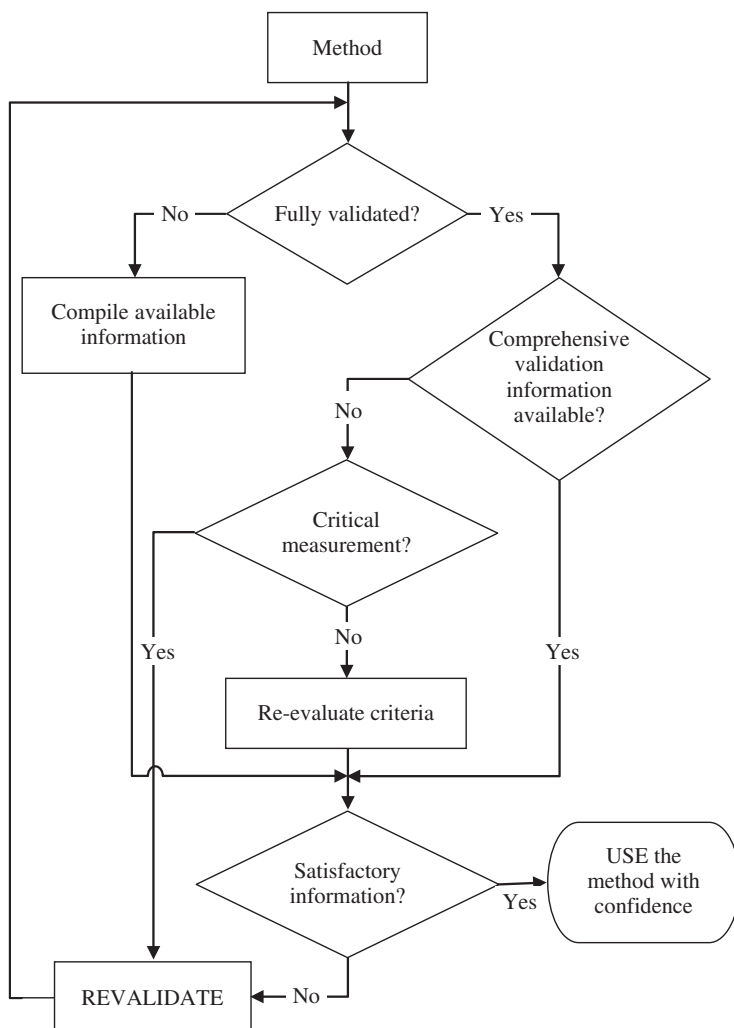 Method
Fully validated?
No
Yes
Compile available
information
Comprehensive
validation
information
available?
No
Critical
measurement?
Yes
No
Yes
Re-evaluate criteria
Satisfactory
information?
Yes
USE the
method with
confidence
No
REVALIDATE